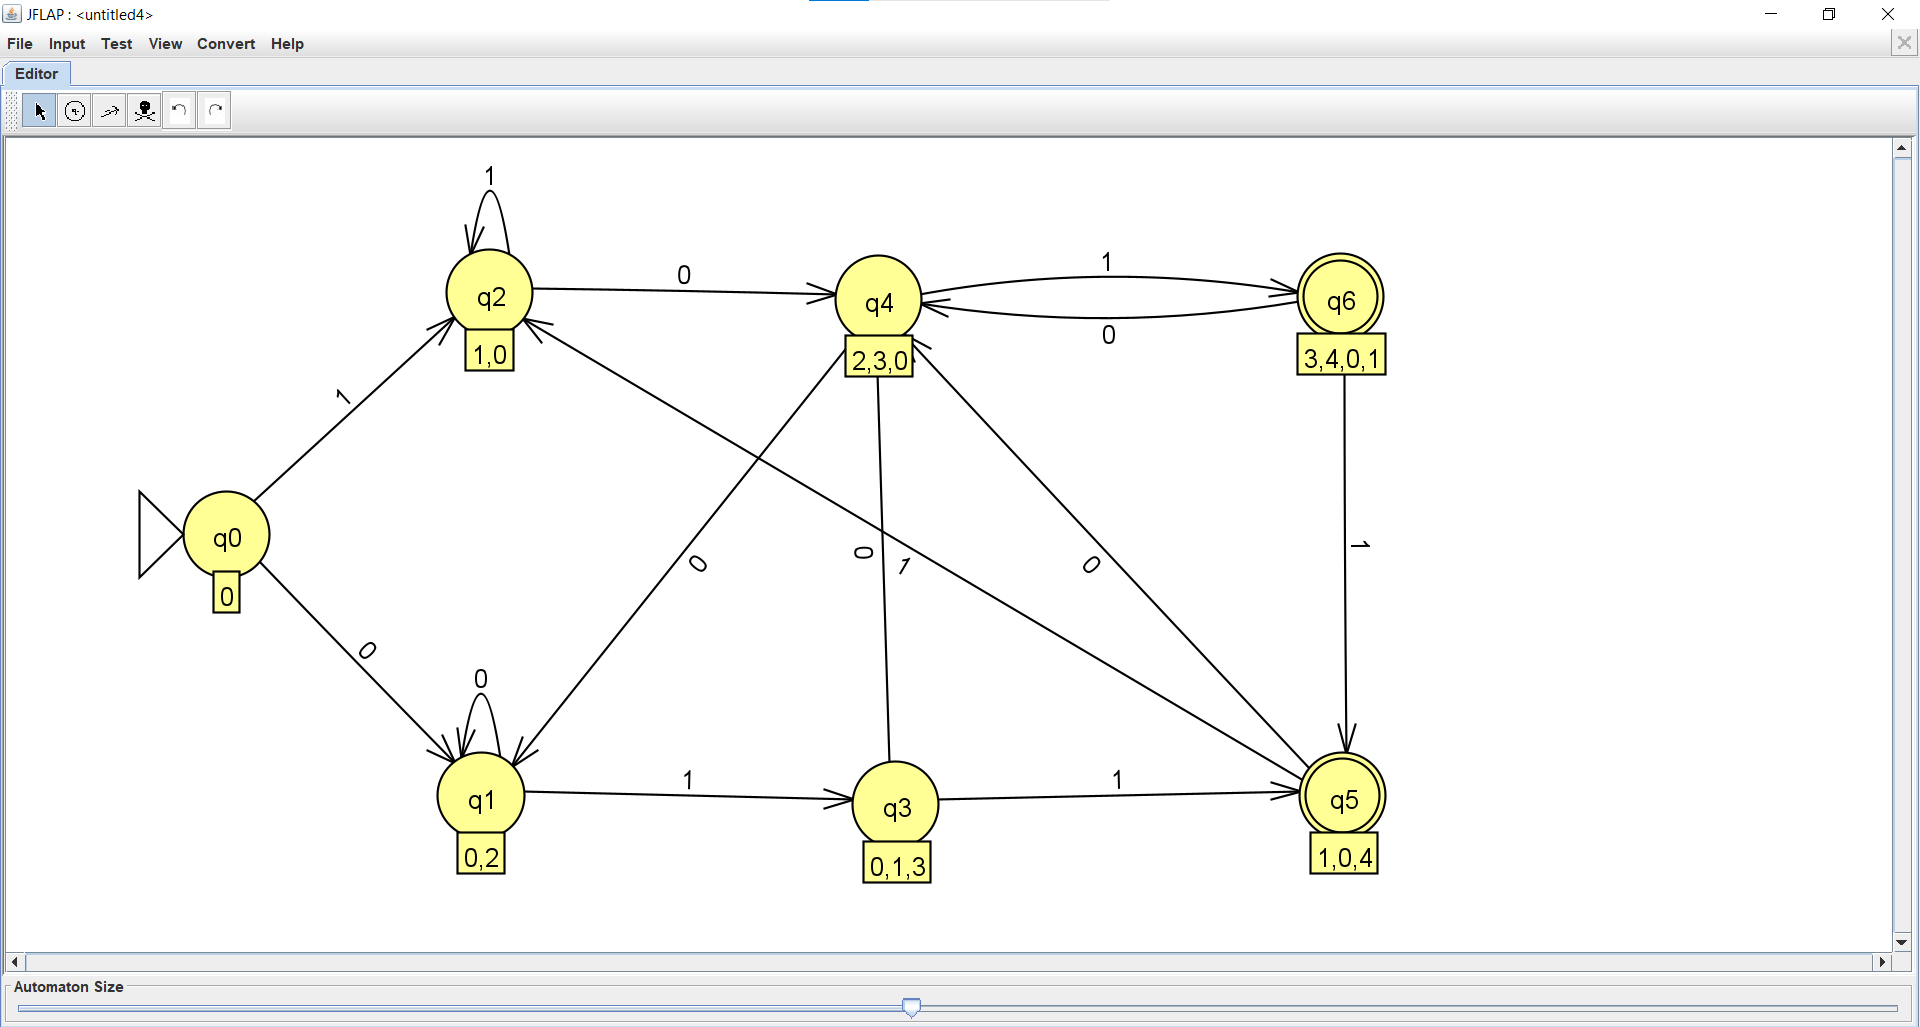 JFLAP : <untitled4>
File Input Test View Convert Help
Editor
1
q2
1,0
0
q4
2,3,0
1
0
q6
3,4,0,1
1
q0
0
0
0
0
1
0
1
0
q1
0,2
1
q3
0,1,3
1
q5
1,0,4
Automaton Size